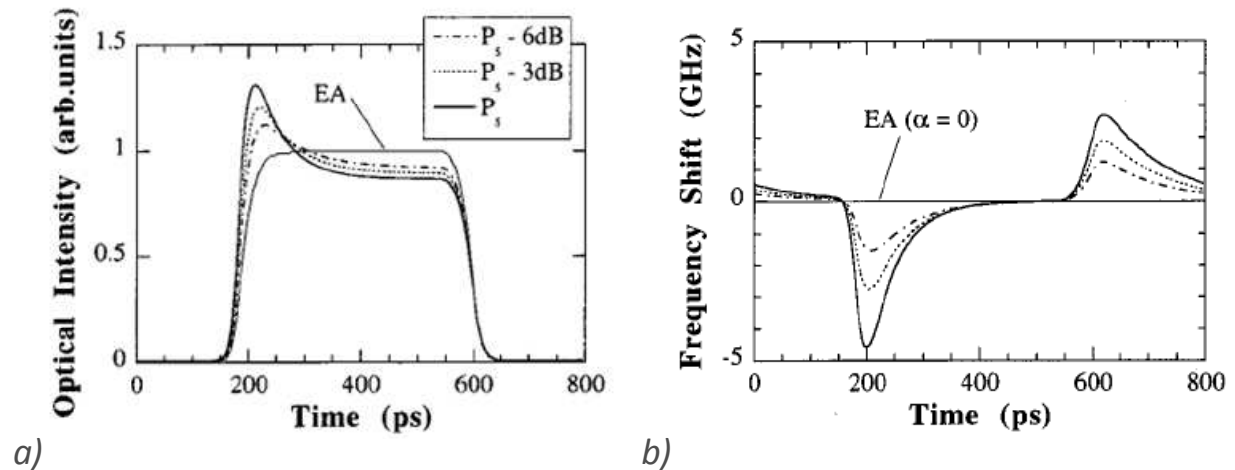 Optical Intensity (arb.units)
1.5
1
0.5
0
0 200 400 600 800
Time (ps)
EA
P_s - 6dB
P_s - 3dB
P_s
a)
Frequency Shift (GHz)
5
0
-5
0 200 400 600 800
Time (ps)
EA (α = 0)
b)